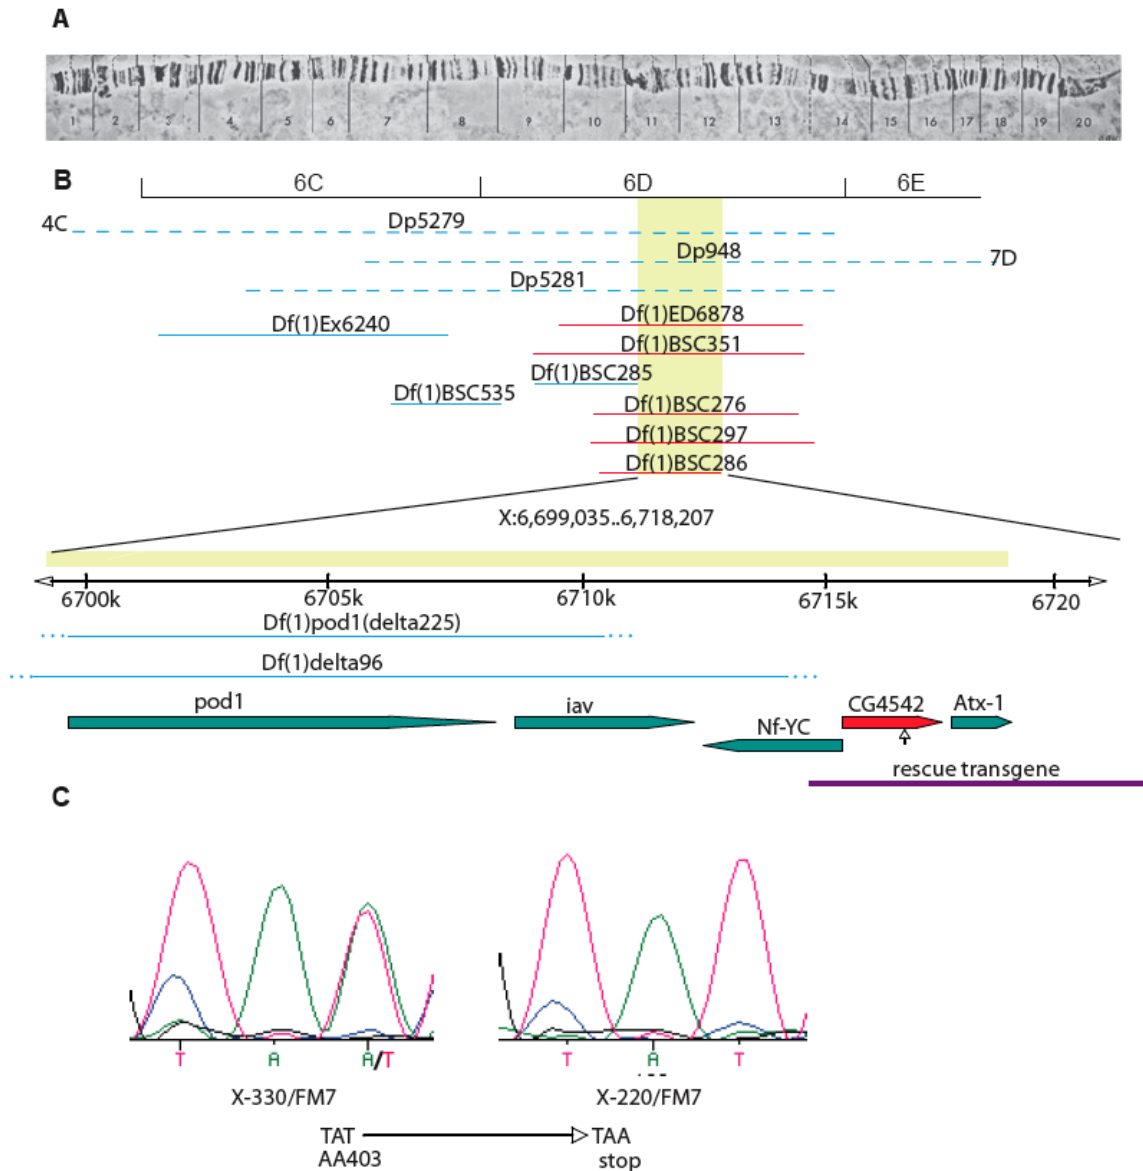 A
1 2 3 4 5 6 7 8 9 10 11 12 13 14 15 16 17 18 19 20
B
6C 6D 6E
4C Dp5279
Dp948 7D
Dp5281
Df(1)ED6878
Df(1)Ex6240
Df(1)BSC351
Df(1)BSC285
Df(1)BSC535
Df(1)BSC276
Df(1)BSC297
Df(1)BSC286
X:6,699,035..6,718,207
6700k 6705k 6710k 6715k 6720
Df(1)pod1(delta225)
Df(1)delta96
pod1 iav CG4542 Atx-1
Nf-YC
rescue transgene
C
T A A/T T A T
X-330/FM7 X-220/FM7
TAT TAA
AA403 stop